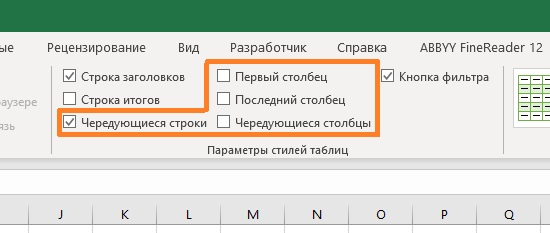 ные Рецензирование Вид Разработчик Справка ABBYY FineReader 12
Строка заголовков Первый столбец Кнопка фильтра
аузере Строка итогов Последний столбец
язь Чередующиеся строки Чередующиеся столбцы
Параметры стилей таблиц
J K L M N O P Q